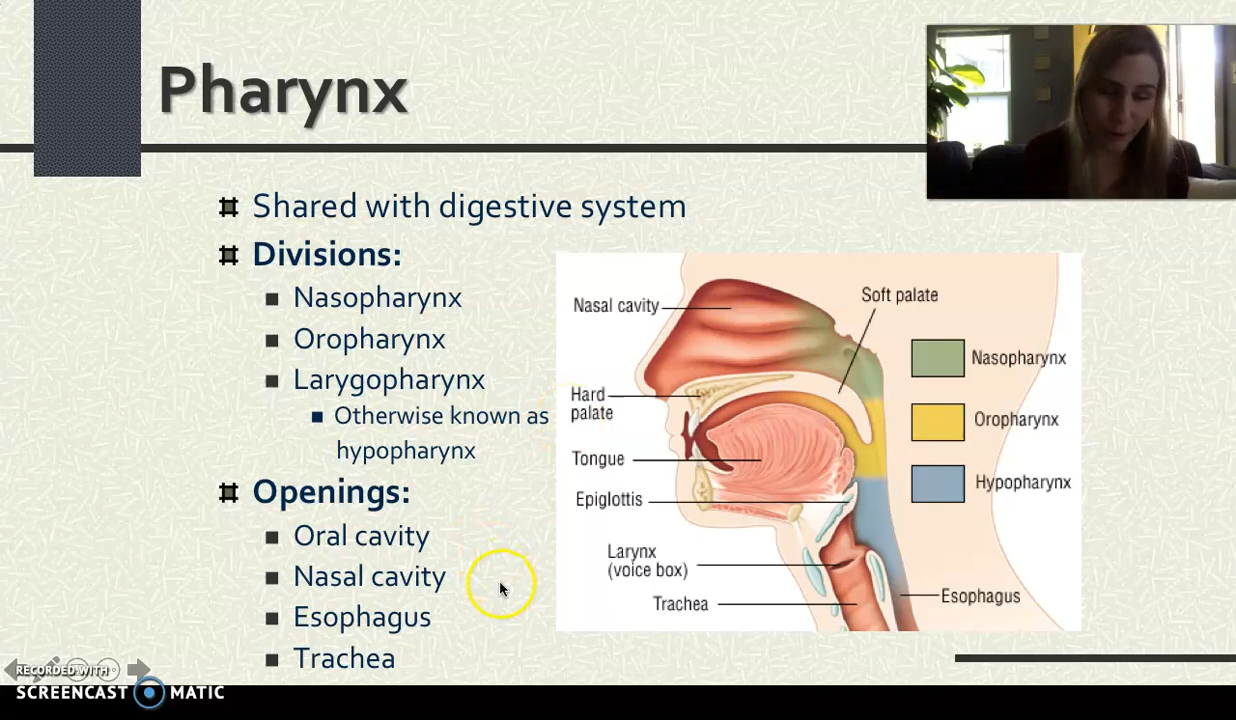 Pharynx
Shared with digestive system
Divisions:
Nasopharynx
Oropharynx
Larygopharynx
Otherwise known as
hypopharynx
Openings:
Oral cavity
Nasal cavity
Esophagus
Trachea
Nasal cavity
Soft palate
Hard
palate
Tongue
Epiglottis
Larynx
(voice box)
Trachea
Esophagus
Nasopharynx
Oropharynx
Hypopharynx
RECORDED WITH
SCREENCAST MATIC